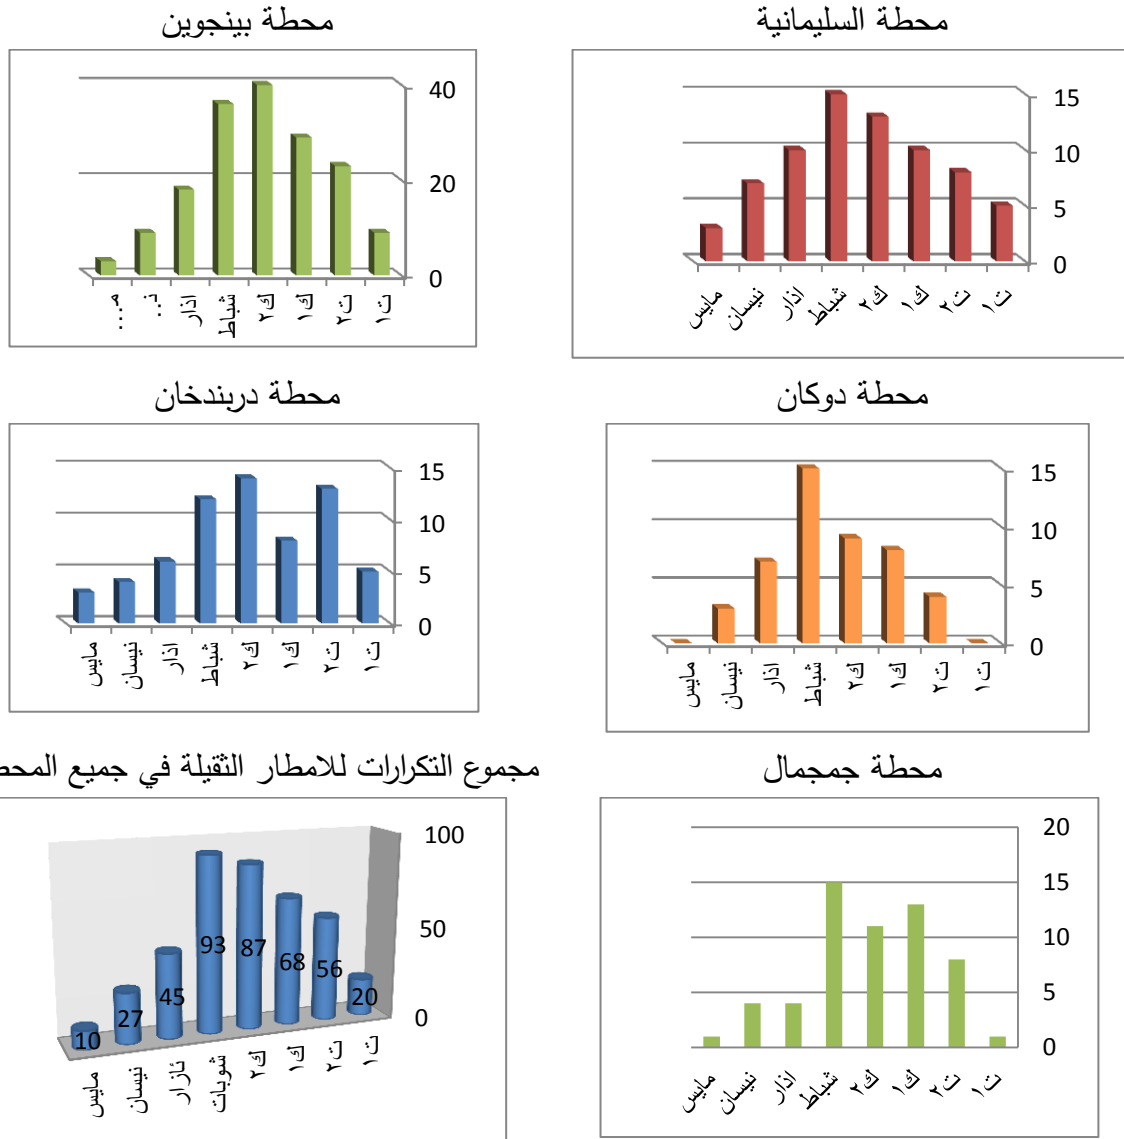 محطة السليمانية
15
10
5
0
ت١
ت٢
ك١
ك٢
شباط
اذار
نيسان
مايس
محطة بينجوين
40
20
0
ت١
ت٢
ك١
ك٢
شباط
اذار
نـ..
مـ...
محطة دوكان
15
10
5
0
ت١
ت٢
ك١
ك٢
شباط
اذار
نيسان
مايس
محطة دربندخان
15
10
5
0
ت١
ت٢
ك١
ك٢
شباط
اذار
نيسان
مايس
محطة جمجمال
20
15
10
5
0
ت١
ت٢
ك١
ك٢
شباط
اذار
نيسان
مايس
مجموع التكرارات للامطار الثقيلة في جميع
100
50
0
20
56
68
87
93
45
27
10
ت١
ت٢
ك١
ك٢
شوبات
ئازار
نيسان
مايس